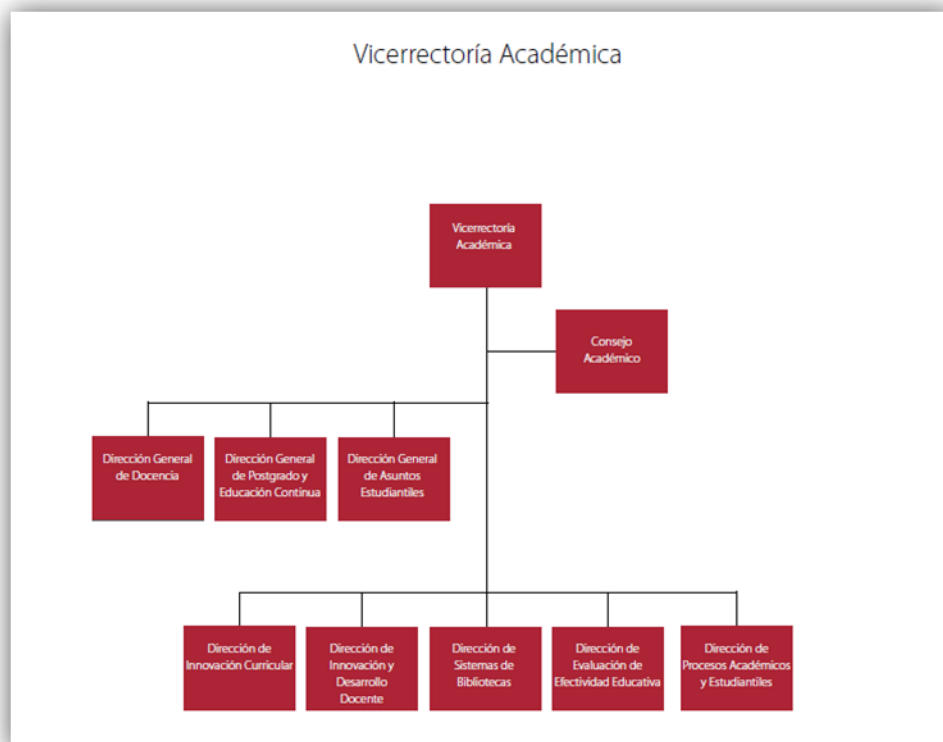 Vicerrectoría Académica
Vicerrectoría
Académica
Consejo
Académico
Dirección General
de Docencia
Dirección General
de Postgrado y
Educación Continua
Dirección General
de Asuntos
Estudiantiles
Dirección de
Innovación Curricular
Dirección de
Innovación y
Desarrollo
Docente
Dirección de
Sistemas de
Bibliotecas
Dirección de
Evaluación de
Efectividad Educativa
Dirección de
Procesos Académicos
y Estudiantiles